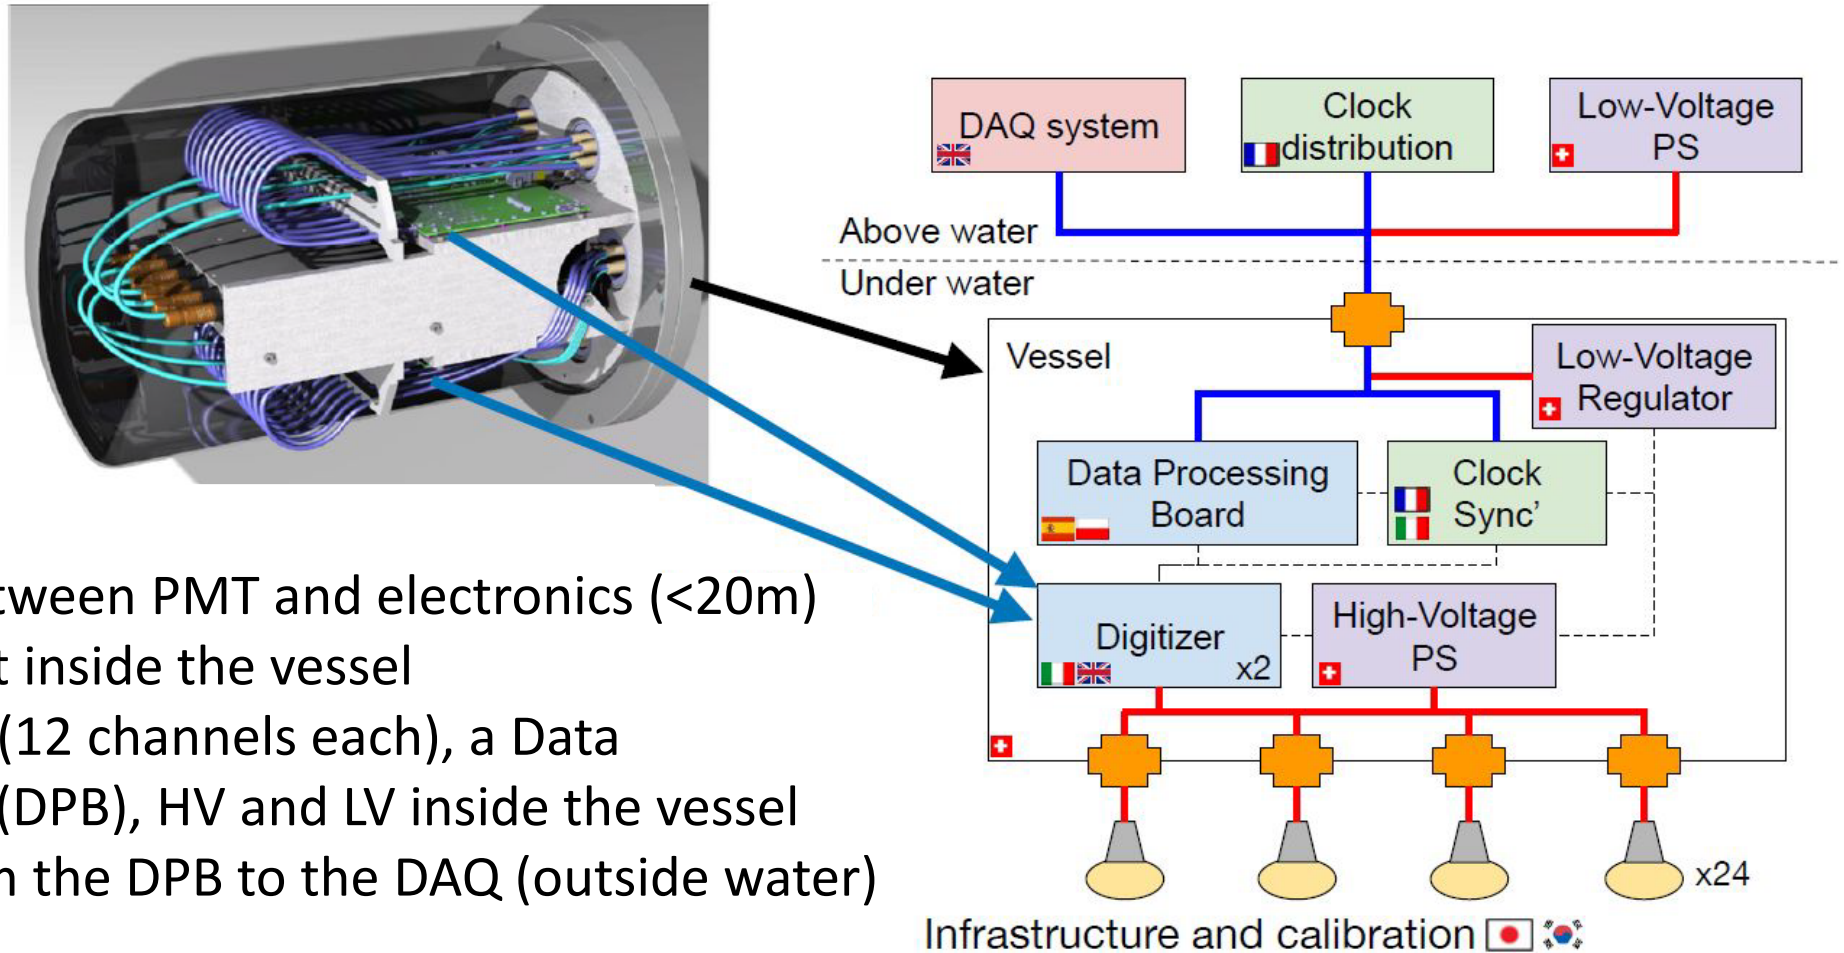 DAQ system
Clock
distribution
Low-Voltage
PS
Above water
Under water
Vessel
Low-Voltage
Regulator
Data Processing
Board
Clock
Sync’
Digitizer
x2
High-Voltage
PS
x24
Infrastructure and calibration
tween PMT and electronics (<20m)
t inside the vessel
(12 channels each), a Data
(DPB), HV and LV inside the vessel
the DPB to the DAQ (outside water)